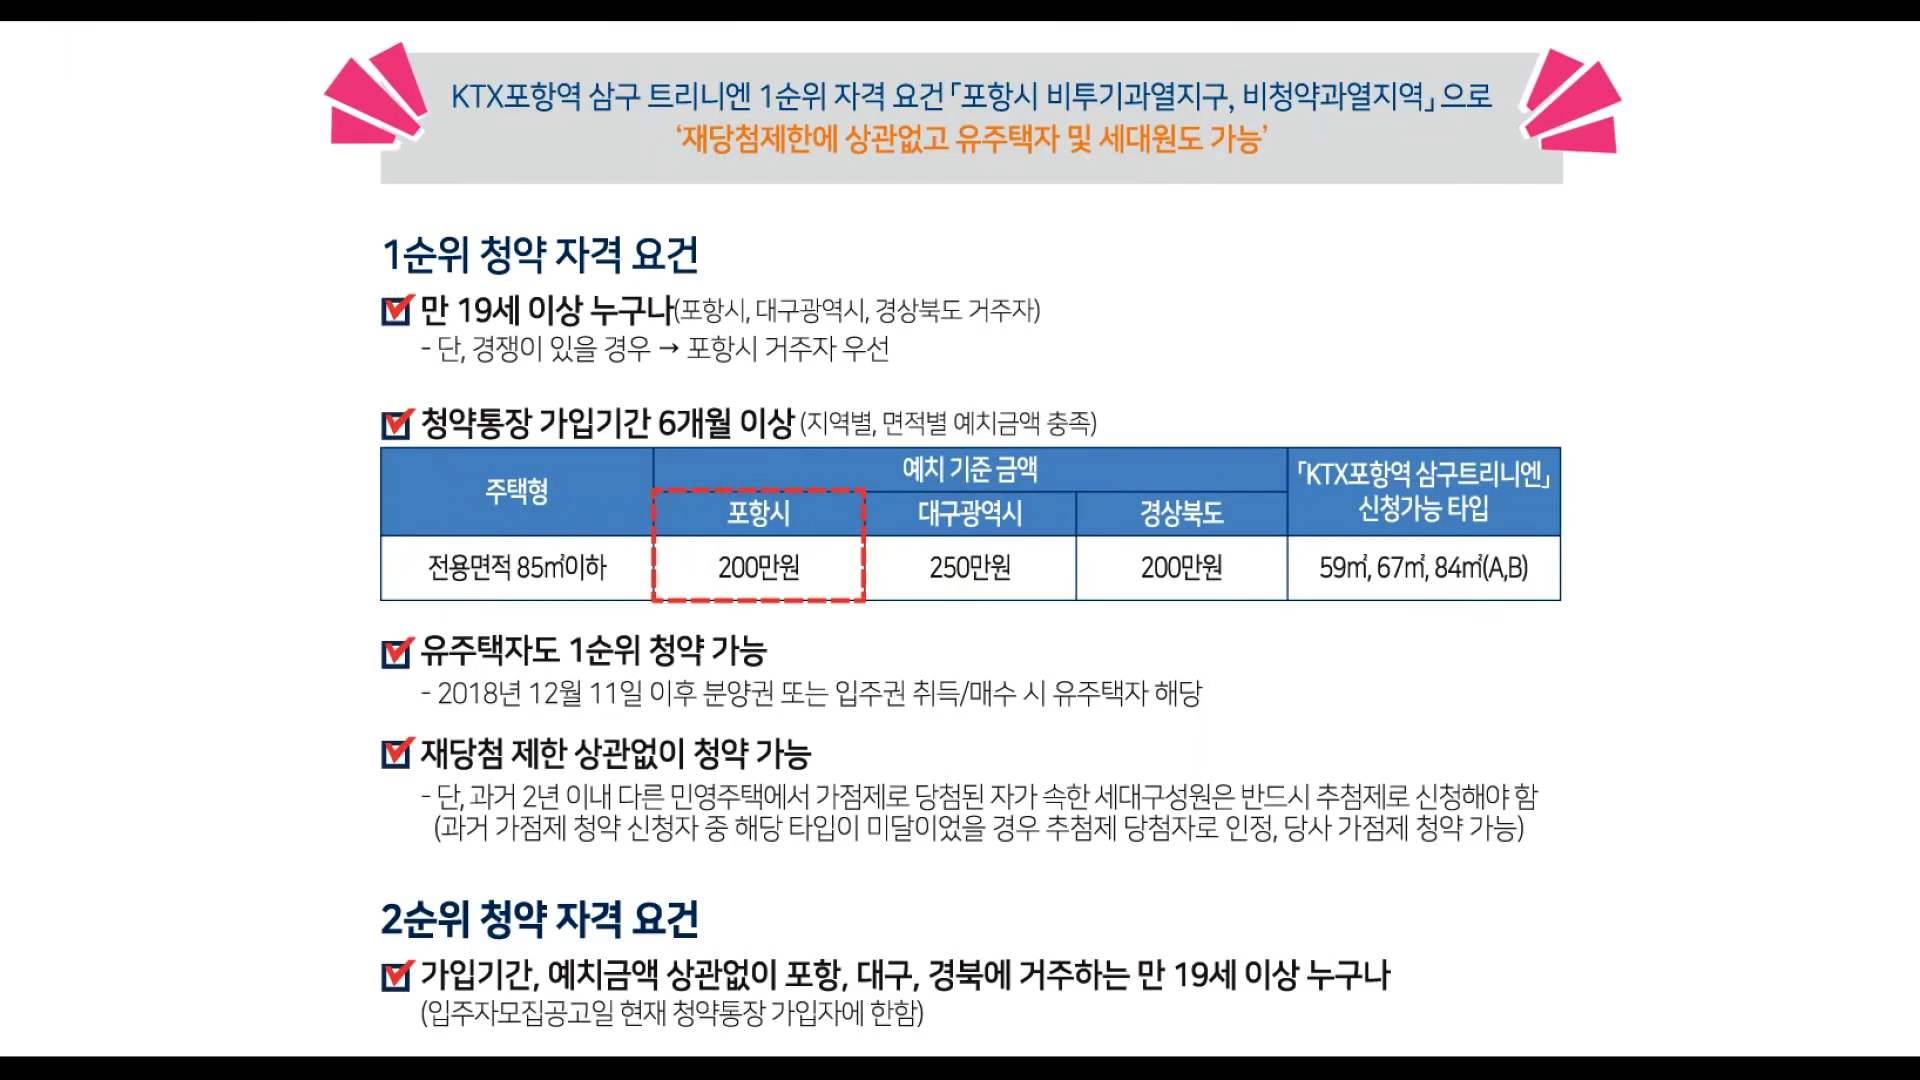 KTX포항역 삼구 트리니엔 1순위 자격 요건「포항시 비투기과열지구, 비청약과열지역」으로
‘재당첨제한에 상관없고 유주택자 및 세대원도 가능’
1순위 청약 자격 요건
만 19세 이상 누구나(포항시, 대구광역시, 경상북도 거주자)
- 단, 경쟁이 있을 경우 → 포항시 거주자 우선
청약통장 가입기간 6개월 이상 (지역별, 면적별 예치금액 충족)
주택형
예치 기준 금액
「KTX포항역 삼구트리니엔」
신청가능 타입
포항시 대구광역시 경상북도
전용면적 85㎡이하 200만원 250만원 200만원 59㎡, 67㎡, 84㎡(A,B)
유주택자도 1순위 청약 가능
- 2018년 12월 11일 이후 분양권 또는 입주권 취득/매수 시 유주택자 해당
재당첨 제한 상관없이 청약 가능
- 단, 과거 2년 이내 다른 민영주택에서 가점제로 당첨된 자가 속한 세대구성원은 반드시 추첨제로 신청해야 함
(과거 가점제 청약 신청자 중 해당 타입이 미달이었을 경우 추첨제 당첨자로 인정, 당사 가점제 청약 가능)
2순위 청약 자격 요건
가입기간, 예치금액 상관없이 포항, 대구, 경북에 거주하는 만 19세 이상 누구나
(입주자모집공고일 현재 청약통장 가입자에 한함)